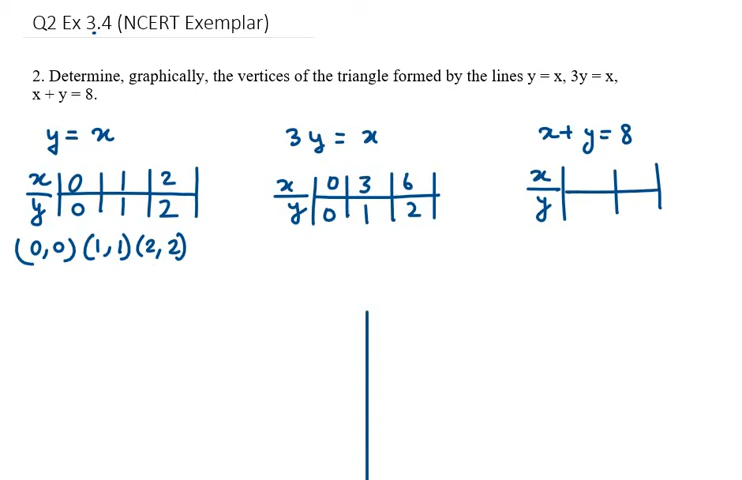 Q2 Ex 3.4 (NCERT Exemplar)
2. Determine, graphically, the vertices of the triangle formed by the lines y = x, 3y = x,
x + y = 8.
y = x
x 0 1 2
y 0 1 2
(0,0) (1,1) (2,2)
3y = x
x 0 3 6
y 0 1 2
x + y = 8
x
y